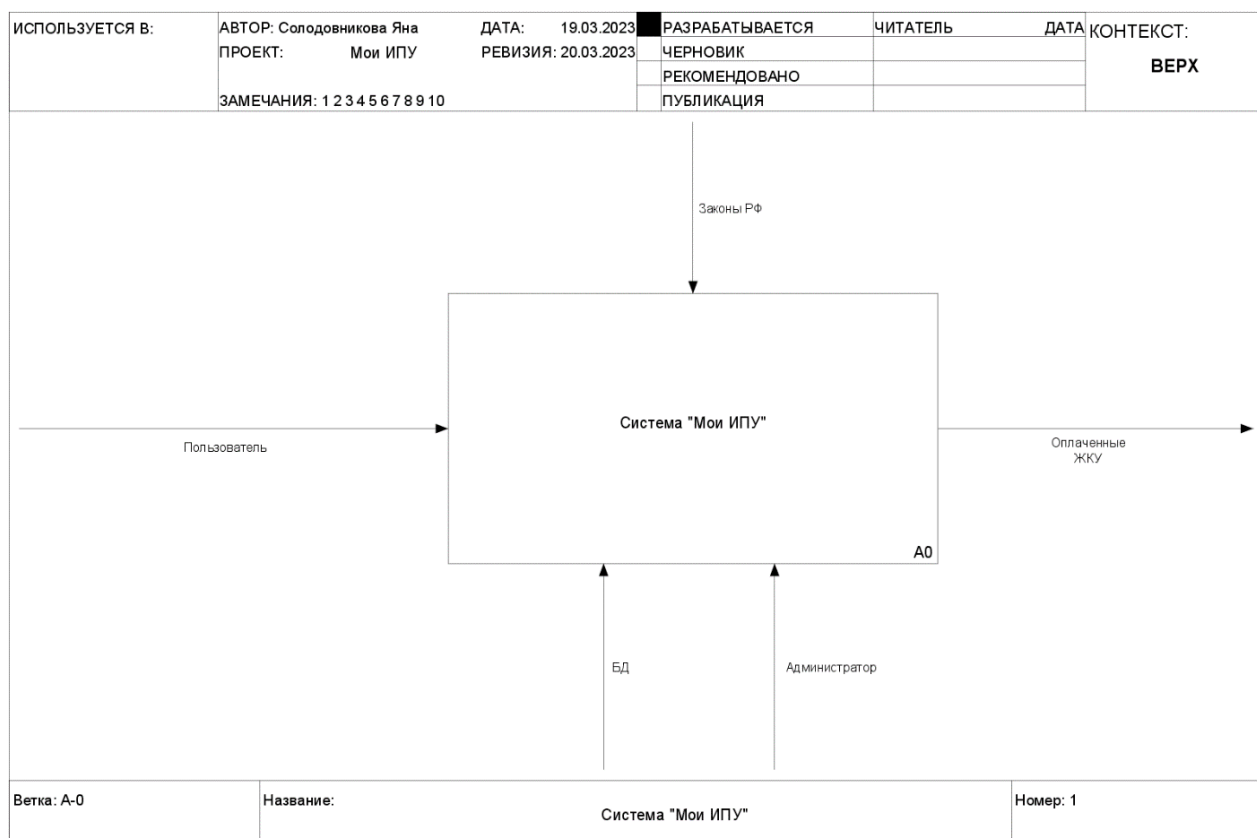 ИСПОЛЬЗУЕТСЯ В:
АВТОР: Солодовникова Яна
ДАТА: 19.03.2023
ПРОЕКТ: Мои ИПУ
РЕВИЗИЯ: 20.03.2023
ЗАМЕЧАНИЯ: 1 2 3 4 5 6 7 8 9 10
РАЗРАБАТЫВАЕТСЯ
ЧЕРНОВИК
РЕКОМЕНДОВАНО
ПУБЛИКАЦИЯ
ЧИТАТЕЛЬ
ДАТА
КОНТЕКСТ:
ВЕРХ
Законы РФ
Система "Мои ИПУ"
A0
Пользователь
Оплаченные
ЖКУ
БД
Администратор
Ветка: A-0
Название:
Система "Мои ИПУ"
Номер: 1